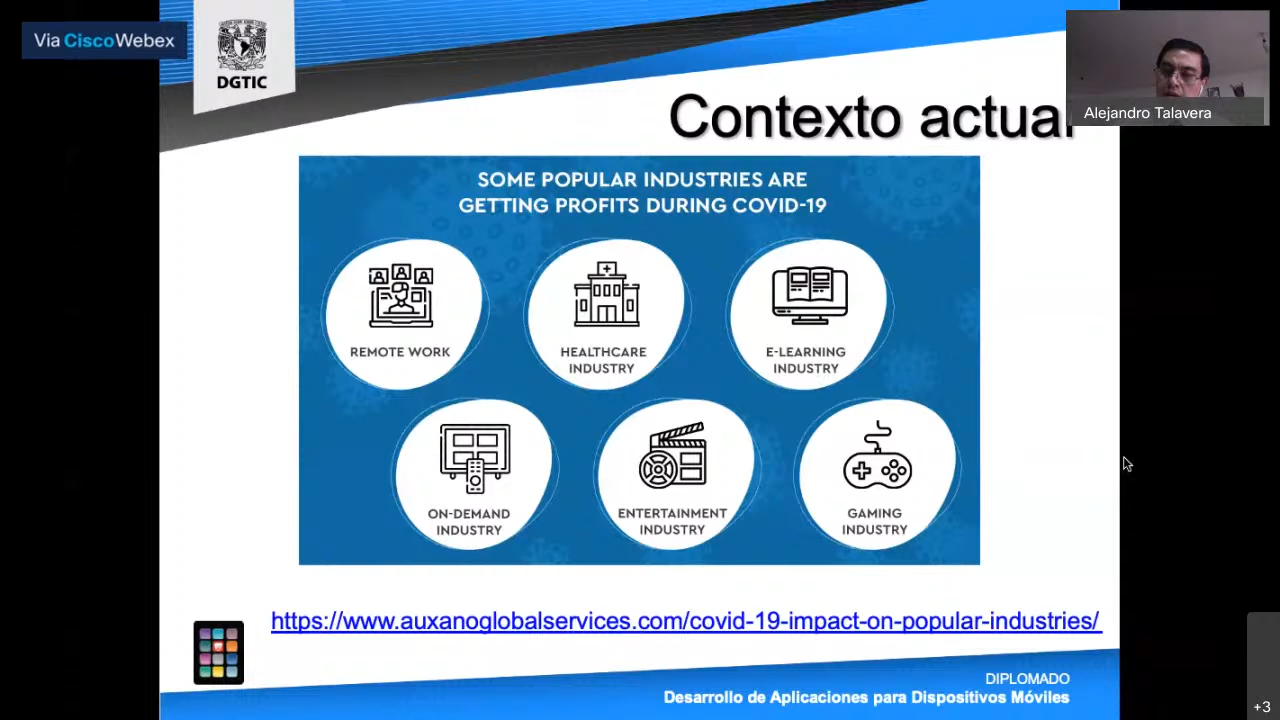 Via CiscoWebex
DGTIC
Contexto actual
Alejandro Talavera
SOME POPULAR INDUSTRIES ARE
GETTING PROFITS DURING COVID-19
REMOTE WORK
HEALTHCARE
INDUSTRY
E-LEARNING
INDUSTRY
ON-DEMAND
INDUSTRY
ENTERTAINMENT
INDUSTRY
GAMING
INDUSTRY
https://www.auxanoglobalservices.com/covid-19-impact-on-popular-industries/
DIPLOMADO
Desarrollo de Aplicaciones para Dispositivos Móviles
+3